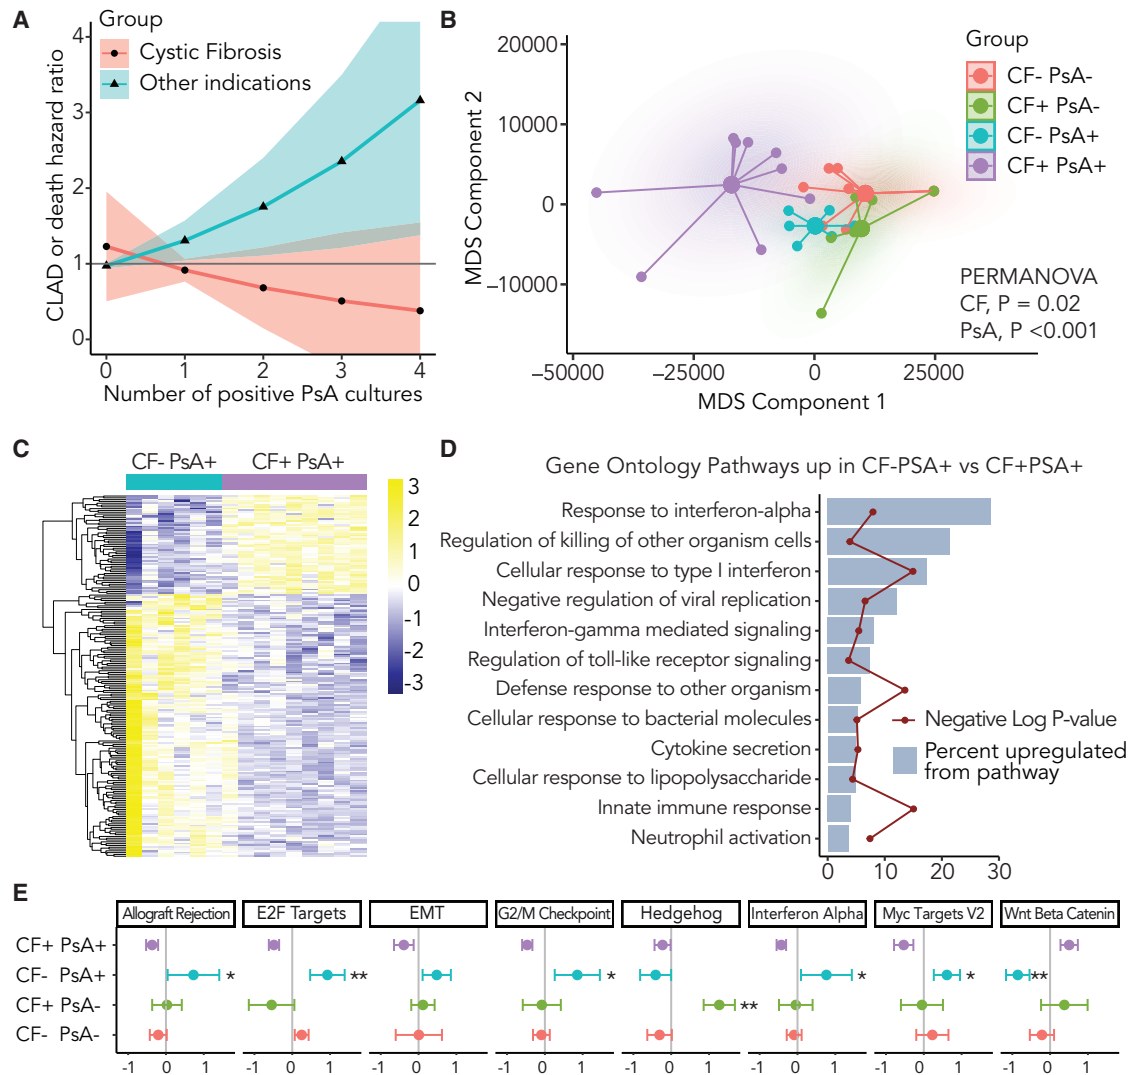 A
Group
Cystic Fibrosis
Other indications
CLAD or death hazard ratio
4
3
2
1
0
0 1 2 3 4
Number of positive PsA cultures
B
Group
CF- PsA-
CF+ PsA-
CF- PsA+
CF+ PsA+
MDS Component 2
20000
10000
0
−10000
PERMANOVA
CF, P = 0.02
PsA, P <0.001
−50000 −25000 0 25000
MDS Component 1
C
CF- PsA+ CF+ PsA+
3
2
1
0
-1
-2
-3
D
Gene Ontology Pathways up in CF-PSA+ vs CF+PSA+
Response to interferon-alpha
Regulation of killing of other organism cells
Cellular response to type I interferon
Negative regulation of viral replication
Interferon-gamma mediated signaling
Regulation of toll-like receptor signaling
Defense response to other organism
Cellular response to bacterial molecules
Cytokine secretion
Cellular response to lipopolysaccharide
Innate immune response
Neutrophil activation
Negative Log P-value
Percent upregulated
from pathway
0 10 20 30
E
Allograft Rejection E2F Targets EMT G2/M Checkpoint Hedgehog Interferon Alpha Myc Targets V2 Wnt Beta Catenin
CF+ PsA+
CF- PsA+ * ** * * * **
CF+ PsA- **
CF- PsA-
-1 0 1 -1 0 1 -1 0 1 -1 0 1 -1 0 1 -1 0 1 -1 0 1 -1 0 1